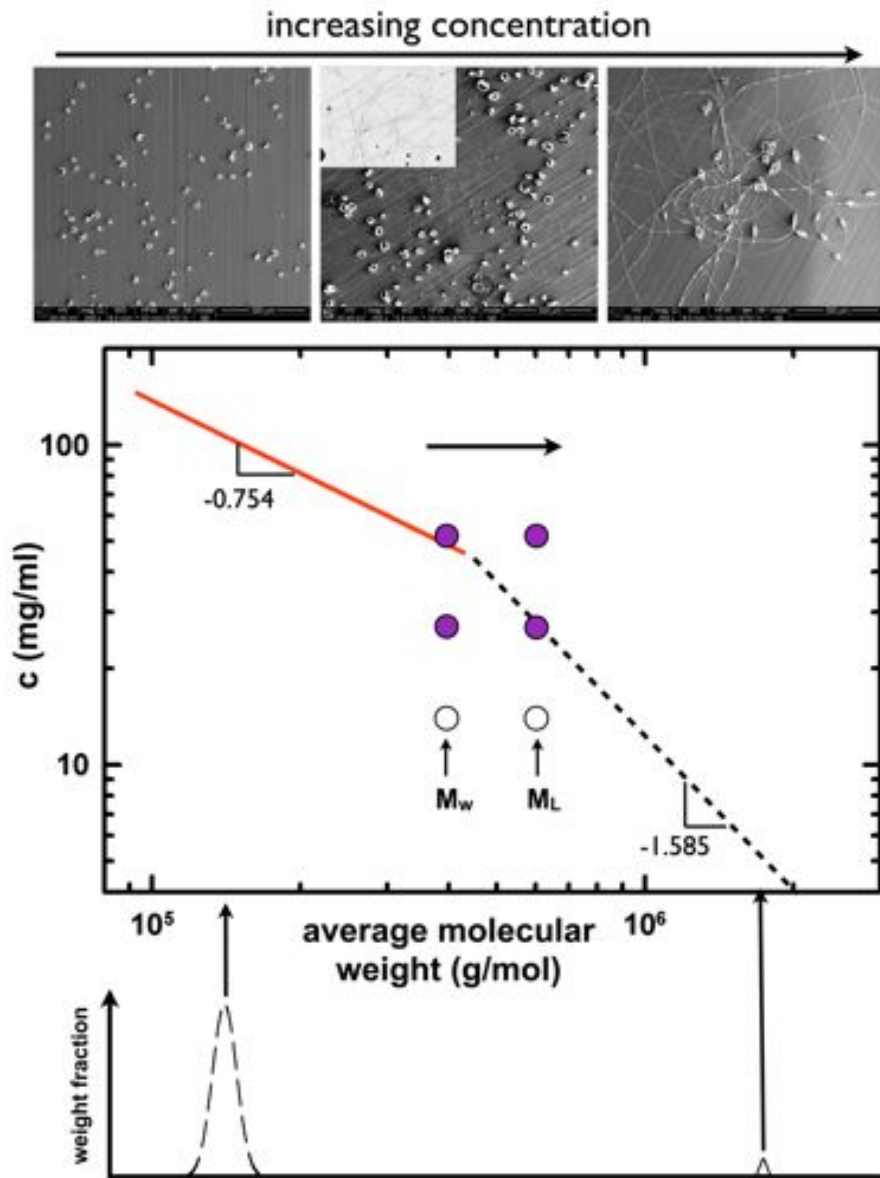 increasing concentration
100
-0.754
c (mg/ml)
10
Mw
ML
-1.585
10⁵
average molecular
weight (g/mol)
10⁶
weight fraction